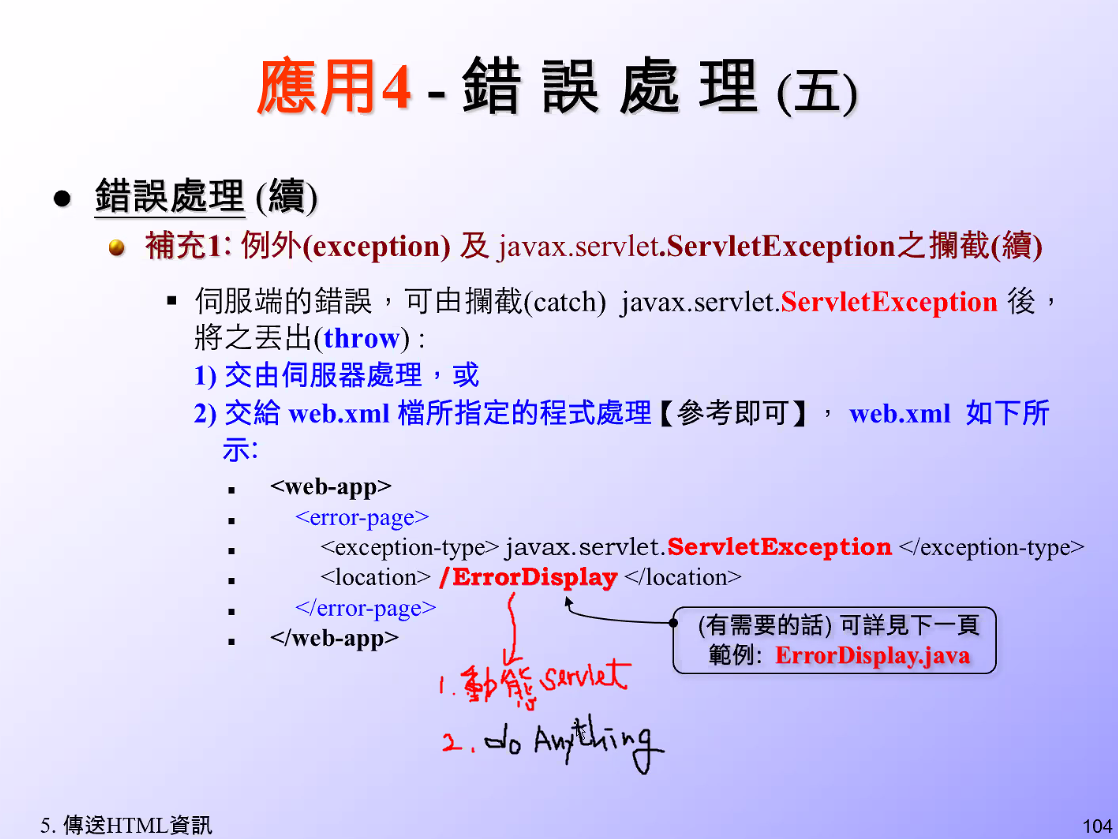 應用4 - 錯 誤 處 理 (五)
● 錯誤處理 (續)
補充1: 例外(exception) 及 javax.servlet.ServletException之攔截(續)
▪ 伺服端的錯誤，可由攔截(catch) javax.servlet.ServletException 後，
將之丟出(throw) :
1) 交由伺服器處理，或
2) 交給 web.xml 檔所指定的程式處理【參考即可】， web.xml 如下所
示:
▪ <web-app>
▪ <error-page>
▪ <exception-type> javax.servlet.ServletException </exception-type>
▪ <location> /ErrorDisplay </location>
▪ </error-page>
▪ </web-app>
(有需要的話) 可詳見下一頁
範例: ErrorDisplay.java
1. 動態 servlet
2. do Anything
5. 傳送HTML資訊
104